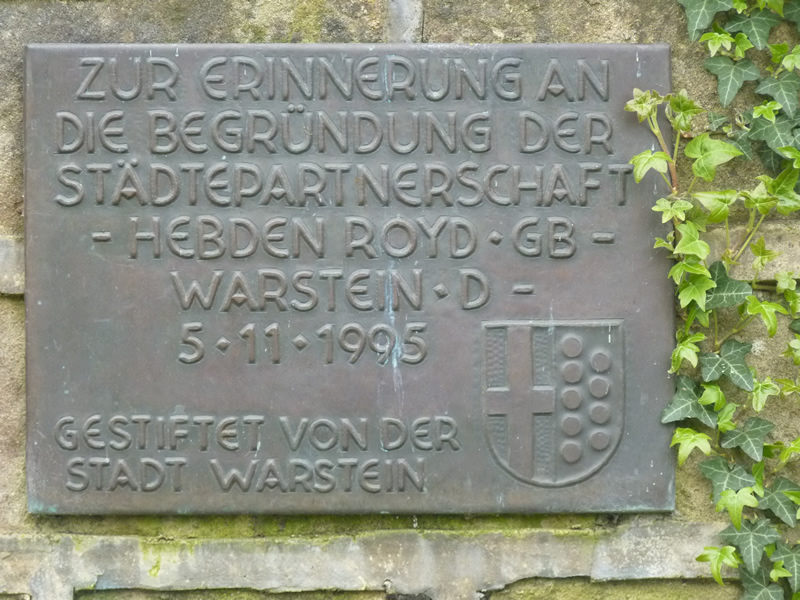 ZUR ERINNERUNG AN
DIE BEGRÜNDUNG DER
STÄDTEPARTNERSCHAFT
- HEBDEN ROYD · GB -
WARSTEIN · D -
5 · 11 · 1995
GESTIFTET VON DER
STADT WARSTEIN